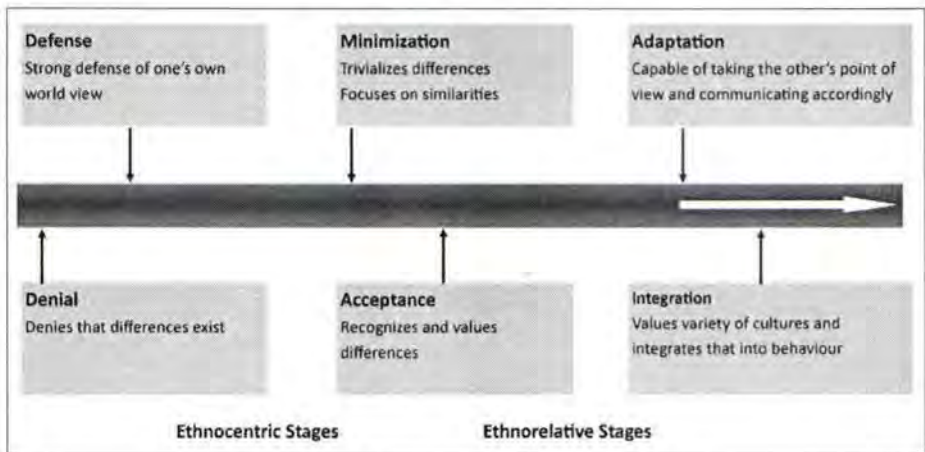 Defense
Strong defense of one's own
world view
Minimization
Trivializes differences
Focuses on similarities
Adaptation
Capable of taking the other's point of
view and communicating accordingly
Denial
Denies that differences exist
Acceptance
Recognizes and values
differences
Integration
Values variety of cultures and
integrates that into behaviour
Ethnocentric Stages
Ethnorelative Stages